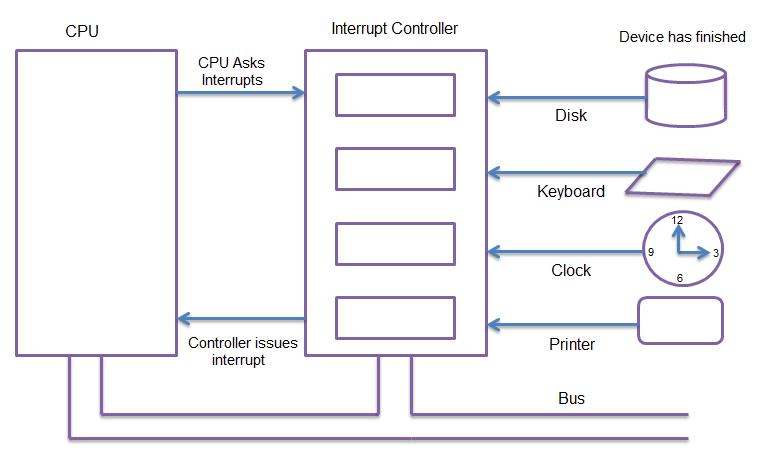 CPU
Interrupt Controller
Device has finished
CPU Asks
Interrupts
Disk
Keyboard
12
9
3
6
Clock
Controller issues
interrupt
Printer
Bus